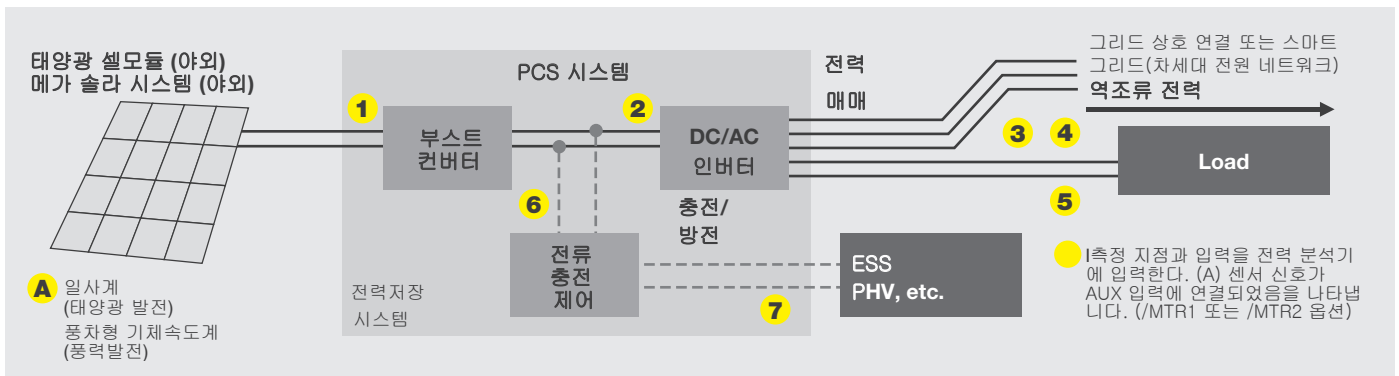 태양광 셀모듈 (야외)
메가 솔라 시스템 (야외)
A
일사계
(태양광 발전)
풍차형 기체속도계
(풍력발전)
PCS 시스템
1
부스트
컨버터
2
DC/AC
인버터
6
충전/
방전
전류
충전
제어
전력저장
시스템
7
ESS
PHV, etc.
전력
매매
그리드 상호 연결 또는 스마트
그리드(차세대 전원 네트워크)
역조류 전력
3
4
Load
5
I측정 지점과 입력을 전력 분석기
에 입력한다. (A) 센서 신호가
AUX 입력에 연결되었음을 나타냅
니다. (/MTR1 또는 /MTR2 옵션)